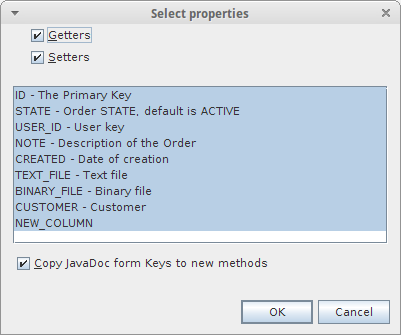 Select properties
Getters
Setters
ID - The Primary Key
STATE - Order STATE, default is ACTIVE
USER_ID - User key
NOTE - Description of the Order
CREATED - Date of creation
TEXT_FILE - Text file
BINARY_FILE - Binary file
CUSTOMER - Customer
NEW_COLUMN
Copy JavaDoc form Keys to new methods
OK
Cancel